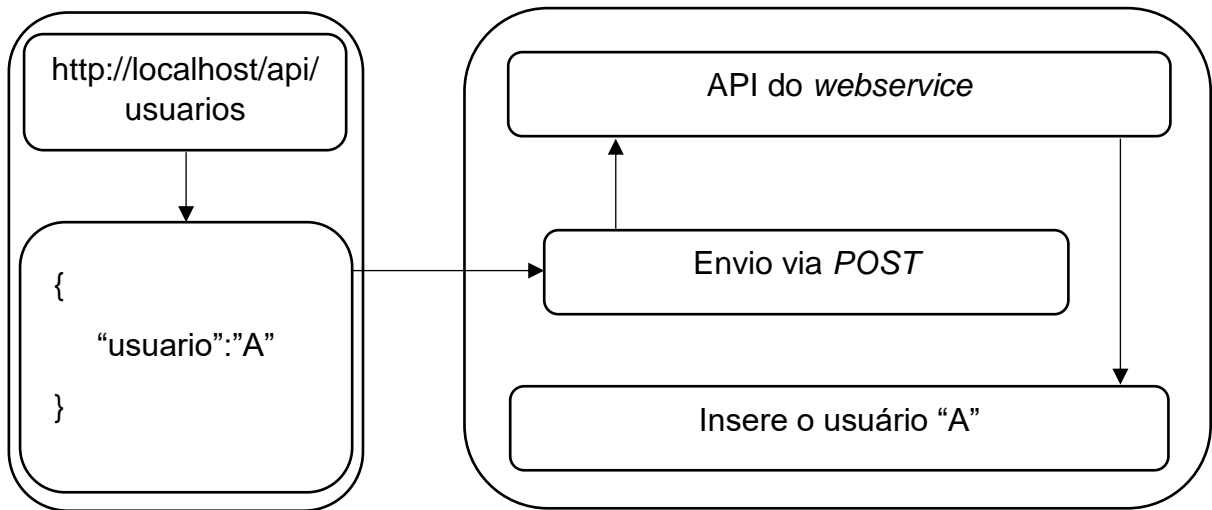 http://localhost/api/
usuarios
{
“usuario”:”A”
}
API do webservice
Envio via POST
Insere o usuário “A”